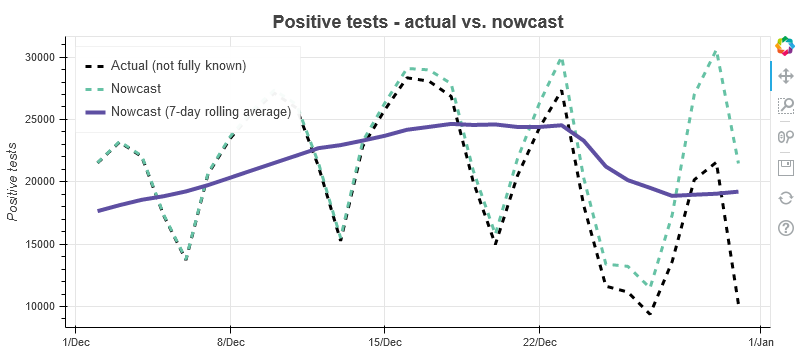 Positive tests - actual vs. nowcast
Actual (not fully known)
Nowcast
Nowcast (7-day rolling average)
Positive tests
30000
25000
20000
15000
10000
1/Dec
8/Dec
15/Dec
22/Dec
1/Jan